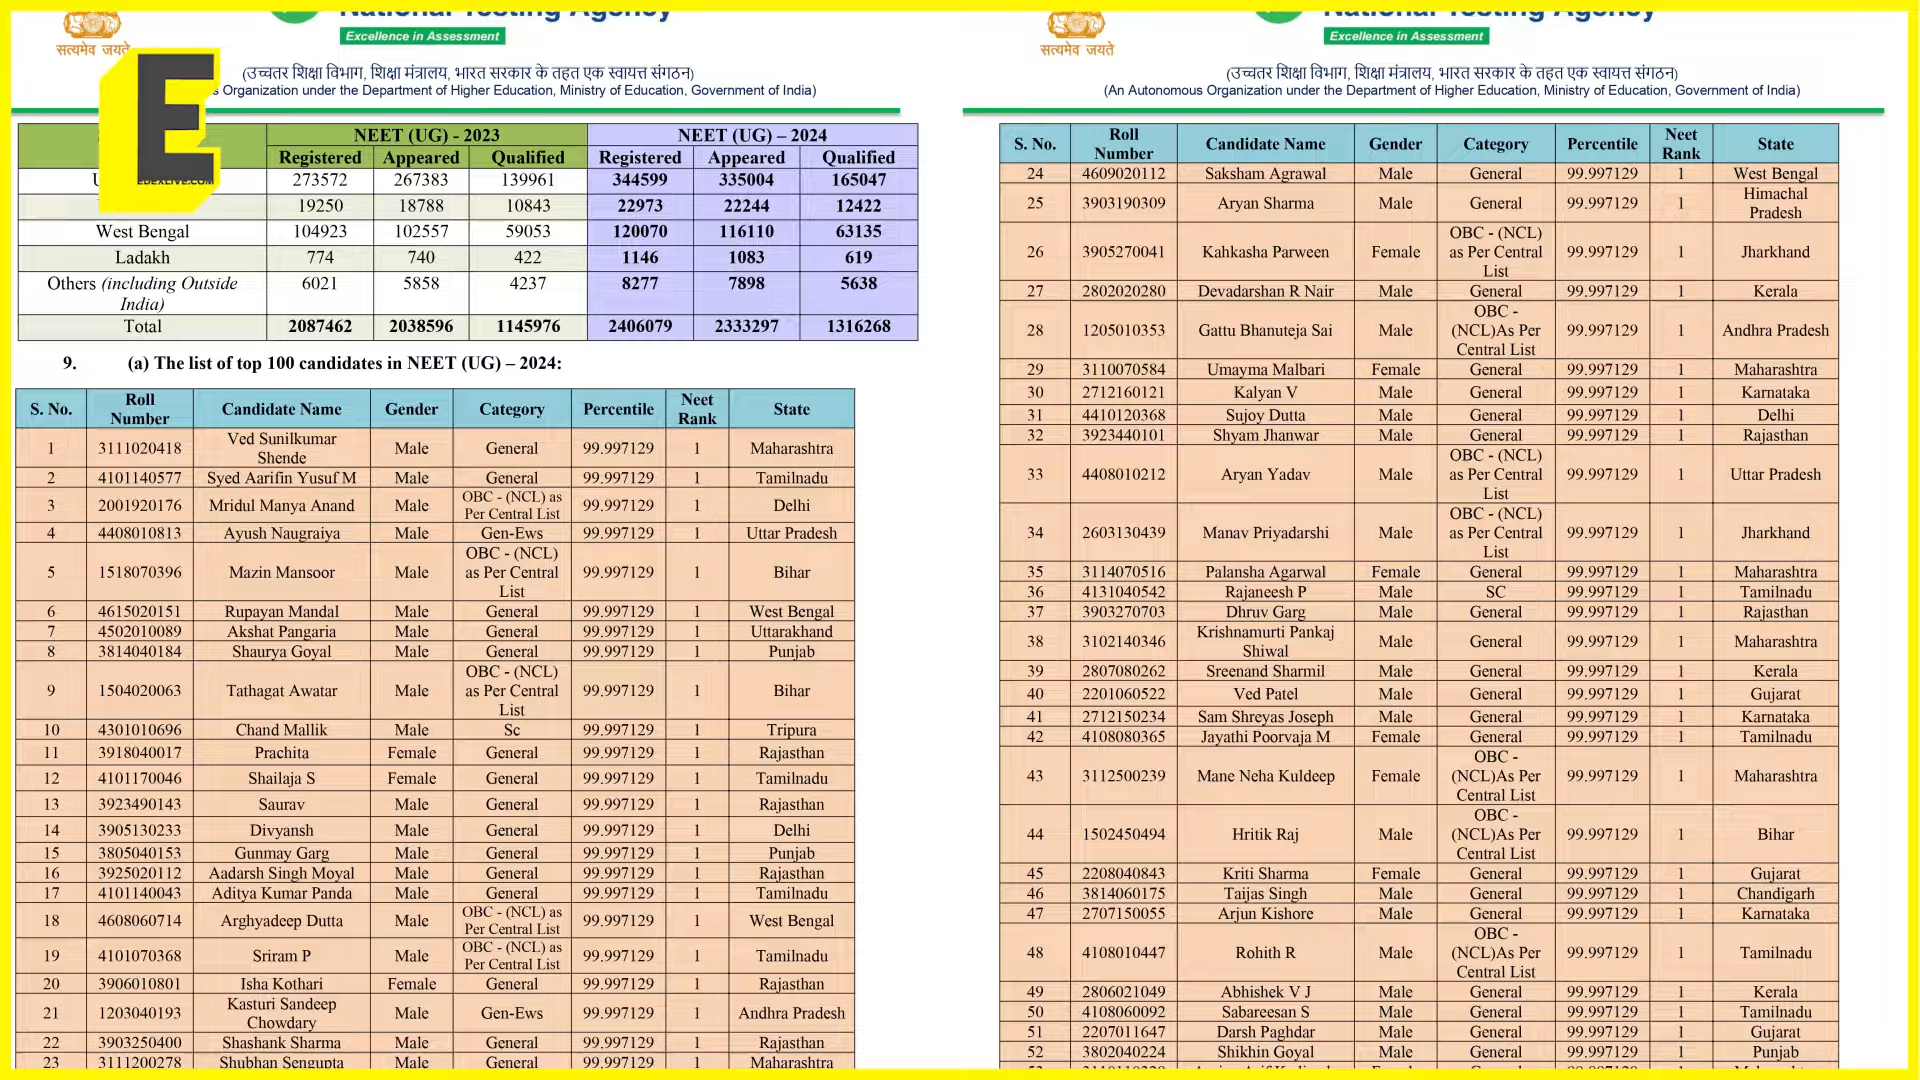 National Testing Agency
Excellence in Assessment
सत्यमेव जयते
(उच्चतर शिक्षा विभाग, शिक्षा मंत्रालय, भारत सरकार के तहत एक स्वायत्त संगठन)
s Organization under the Department of Higher Education, Ministry of Education, Government of India)
E
EDEXLIVE.COM
NEET (UG) - 2023 NEET (UG) – 2024
Registered Appeared Qualified Registered Appeared Qualified
273572 267383 139961 344599 335004 165047
19250 18788 10843 22973 22244 12422
West Bengal 104923 102557 59053 120070 116110 63135
Ladakh 774 740 422 1146 1083 619
Others (including Outside
India) 6021 5858 4237 8277 7898 5638
Total 2087462 2038596 1145976 2406079 2333297 1316268
9. (a) The list of top 100 candidates in NEET (UG) – 2024:
S. No. Roll Number Candidate Name Gender Category Percentile Neet Rank State
1 3111020418 Ved Sunilkumar Shende Male General 99.997129 1 Maharashtra
2 4101140577 Syed Aarifin Yusuf M Male General 99.997129 1 Tamilnadu
3 2001920176 Mridul Manya Anand Male OBC - (NCL) as Per Central List 99.997129 1 Delhi
4 4408010813 Ayush Naugraiya Male Gen-Ews 99.997129 1 Uttar Pradesh
5 1518070396 Mazin Mansoor Male OBC - (NCL) as Per Central List 99.997129 1 Bihar
6 4615020151 Rupayan Mandal Male General 99.997129 1 West Bengal
7 4502010089 Akshat Pangaria Male General 99.997129 1 Uttarakhand
8 3814040184 Shaurya Goyal Male General 99.997129 1 Punjab
9 1504020063 Tathagat Awatar Male OBC - (NCL) as Per Central List 99.997129 1 Bihar
10 4301010696 Chand Mallik Male Sc 99.997129 1 Tripura
11 3918040017 Prachita Female General 99.997129 1 Rajasthan
12 4101170046 Shailaja S Female General 99.997129 1 Tamilnadu
13 3923490143 Saurav Male General 99.997129 1 Rajasthan
14 3905130233 Divyansh Male General 99.997129 1 Delhi
15 3805040153 Gunmay Garg Male General 99.997129 1 Punjab
16 3925020112 Aadarsh Singh Moyal Male General 99.997129 1 Rajasthan
17 4101140043 Aditya Kumar Panda Male General 99.997129 1 Tamilnadu
18 4608060714 Arghyadeep Dutta Male OBC - (NCL) as Per Central List 99.997129 1 West Bengal
19 4101070368 Sriram P Male OBC - (NCL) as Per Central List 99.997129 1 Tamilnadu
20 3906010801 Isha Kothari Female General 99.997129 1 Rajasthan
21 1203040193 Kasturi Sandeep Chowdary Male Gen-Ews 99.997129 1 Andhra Pradesh
22 3903250400 Shashank Sharma Male General 99.997129 1 Rajasthan
23 3111200278 Shubhan Sengupta Male General 99.997129 1 Maharashtra
National Testing Agency
Excellence in Assessment
सत्यमेव जयते
(उच्चतर शिक्षा विभाग, शिक्षा मंत्रालय, भारत सरकार के तहत एक स्वायत्त संगठन)
(An Autonomous Organization under the Department of Higher Education, Ministry of Education, Government of India)
S. No. Roll Number Candidate Name Gender Category Percentile Neet Rank State
24 4609020112 Saksham Agrawal Male General 99.997129 1 West Bengal
25 3903190309 Aryan Sharma Male General 99.997129 1 Himachal Pradesh
26 3905270041 Kahkasha Parween Female OBC - (NCL) as Per Central List 99.997129 1 Jharkhand
27 2802020280 Devadarshan R Nair Male General 99.997129 1 Kerala
28 1205010353 Gattu Bhanuteja Sai Male OBC - (NCL)As Per Central List 99.997129 1 Andhra Pradesh
29 3110070584 Umayma Malbari Female General 99.997129 1 Maharashtra
30 2712160121 Kalyan V Male General 99.997129 1 Karnataka
31 4410120368 Sujoy Dutta Male General 99.997129 1 Delhi
32 3923440101 Shyam Jhanwar Male General 99.997129 1 Rajasthan
33 4408010212 Aryan Yadav Male OBC - (NCL) as Per Central List 99.997129 1 Uttar Pradesh
34 2603130439 Manav Priyadarshi Male OBC - (NCL) as Per Central List 99.997129 1 Jharkhand
35 3114070516 Palansha Agarwal Female General 99.997129 1 Maharashtra
36 4131040542 Rajaneesh P Male SC 99.997129 1 Tamilnadu
37 3903270703 Dhruv Garg Male General 99.997129 1 Rajasthan
38 3102140346 Krishnamurti Pankaj Shiwal Male General 99.997129 1 Maharashtra
39 2807080262 Sreenand Sharmil Male General 99.997129 1 Kerala
40 2201060522 Ved Patel Male General 99.997129 1 Gujarat
41 2712150234 Sam Shreyas Joseph Male General 99.997129 1 Karnataka
42 4108080365 Jayathi Poorvaja M Female General 99.997129 1 Tamilnadu
43 3112500239 Mane Neha Kuldeep Female OBC - (NCL)As Per Central List 99.997129 1 Maharashtra
44 1502450494 Hritik Raj Male OBC - (NCL)As Per Central List 99.997129 1 Bihar
45 2208040843 Kriti Sharma Female General 99.997129 1 Gujarat
46 3814060175 Taijas Singh Male General 99.997129 1 Chandigarh
47 2707150055 Arjun Kishore Male General 99.997129 1 Karnataka
48 4108010447 Rohith R Male OBC - (NCL)As Per Central List 99.997129 1 Tamilnadu
49 2806021049 Abhishek V J Male General 99.997129 1 Kerala
50 4108060092 Sabareesan S Male General 99.997129 1 Tamilnadu
51 2207011647 Darsh Paghdar Male General 99.997129 1 Gujarat
52 3802040224 Shikhin Goyal Male General 99.997129 1 Punjab